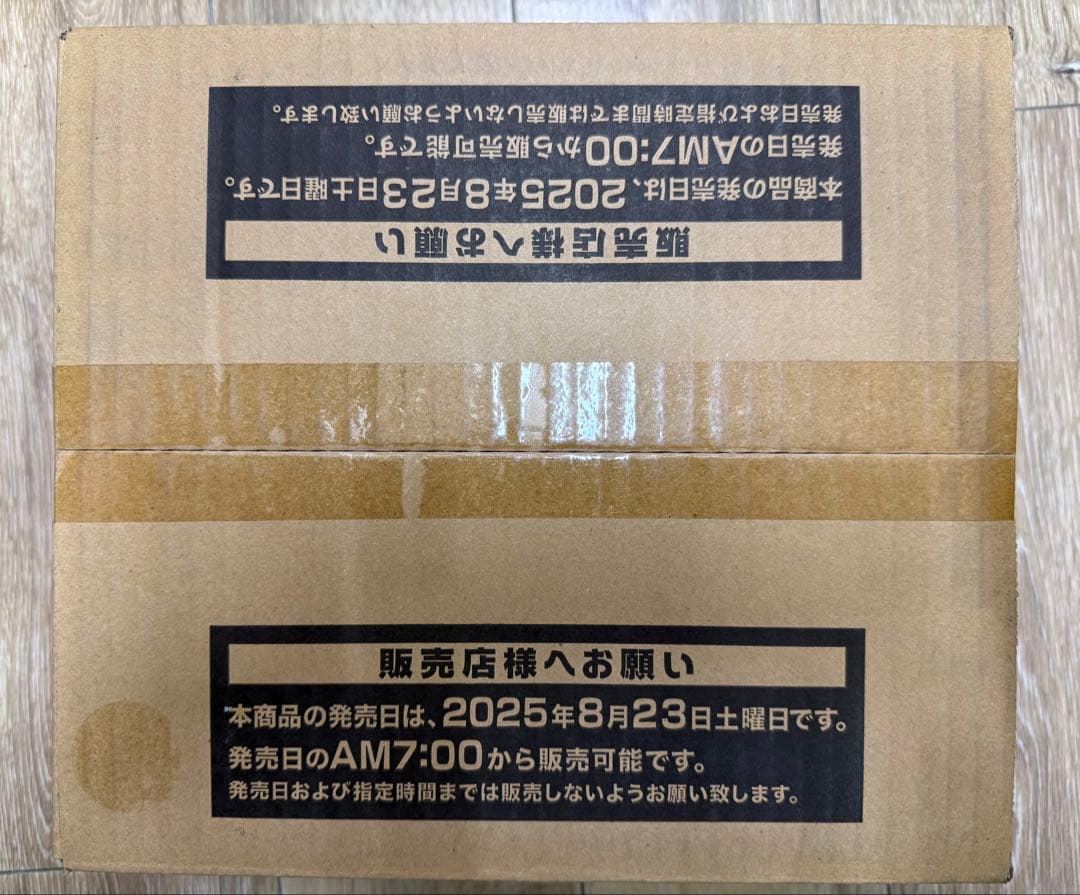 販売店様へお願い
本商品の発売日は、2025年8月23日土曜日です。
発売日のAM7:00から販売可能です。
発売日および指定時間までは販売しないようお願い致します。
販売店様へお願い
本商品の発売日は、2025年8月23日土曜日です。
発売日のAM7:00から販売可能です。
発売日および指定時間までは販売しないようお願い致します。